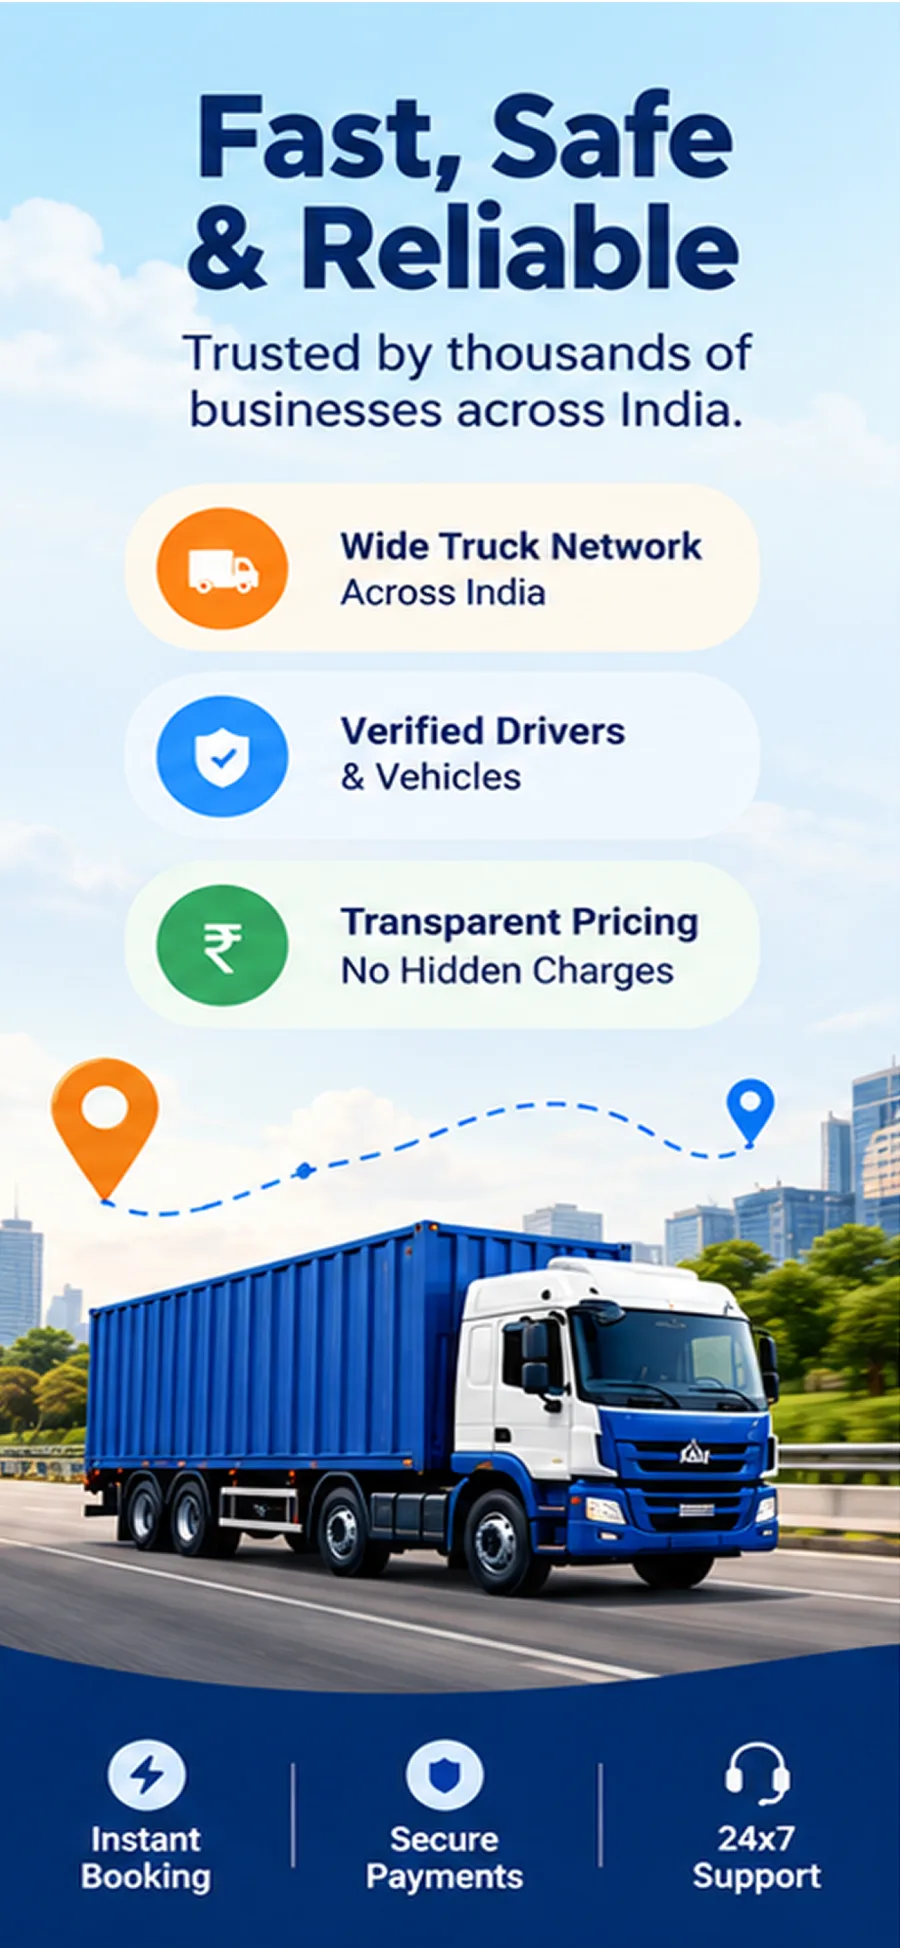 Fast, Safe
& Reliable
Trusted by thousands of
businesses across India.
Wide Truck Network
Across India
Verified Drivers
& Vehicles
₹
Transparent Pricing
No Hidden Charges
Instant
Booking
Secure
Payments
24x7
Support